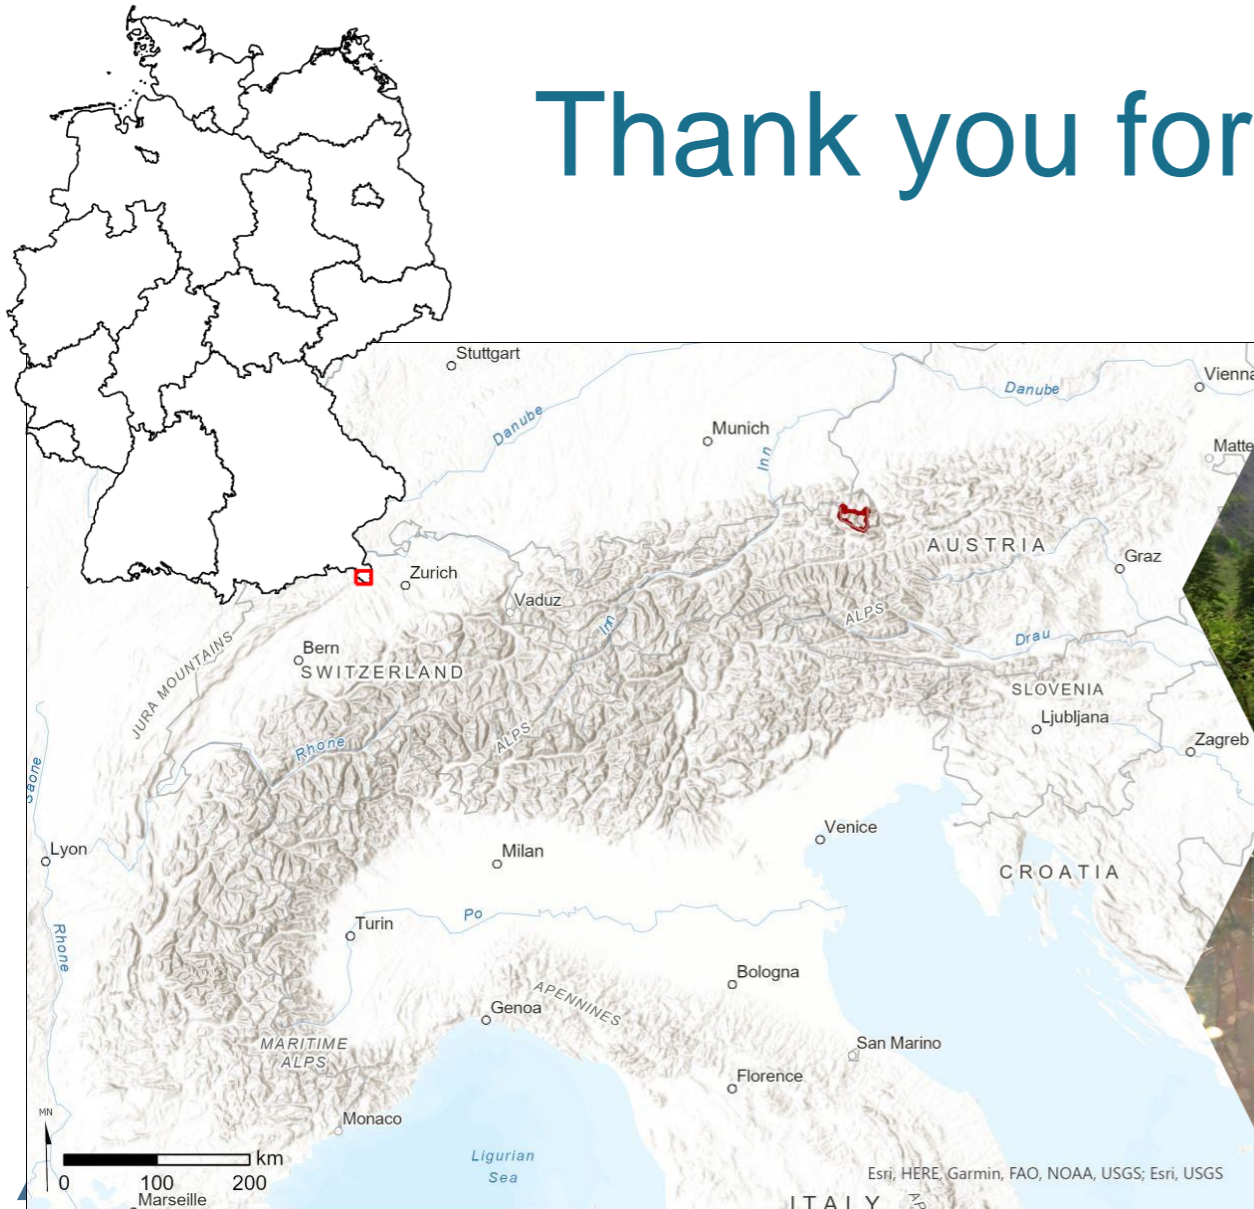 Thank you for
Stuttgart
Danube
Munich
Inn
Danube
Vienna
Matte
AUSTRIA
Graz
Zurich
Vaduz
Inn
ALPS
Drau
JURA MOUNTAINS
Bern
SWITZERLAND
SLOVENIA
Ljubljana
Zagreb
Rhone
ALPS
Saone
Lyon
Milan
Venice
CROATIA
Rhone
Turin
Po
Bologna
Genoa
APENNINES
MARITIME
ALPS
San Marino
Florence
MN
Monaco
km
0 100 200
Marseille
Ligurian
Sea
Esri, HERE, Garmin, FAO, NOAA, USGS; Esri, USGS
ITALY
AP